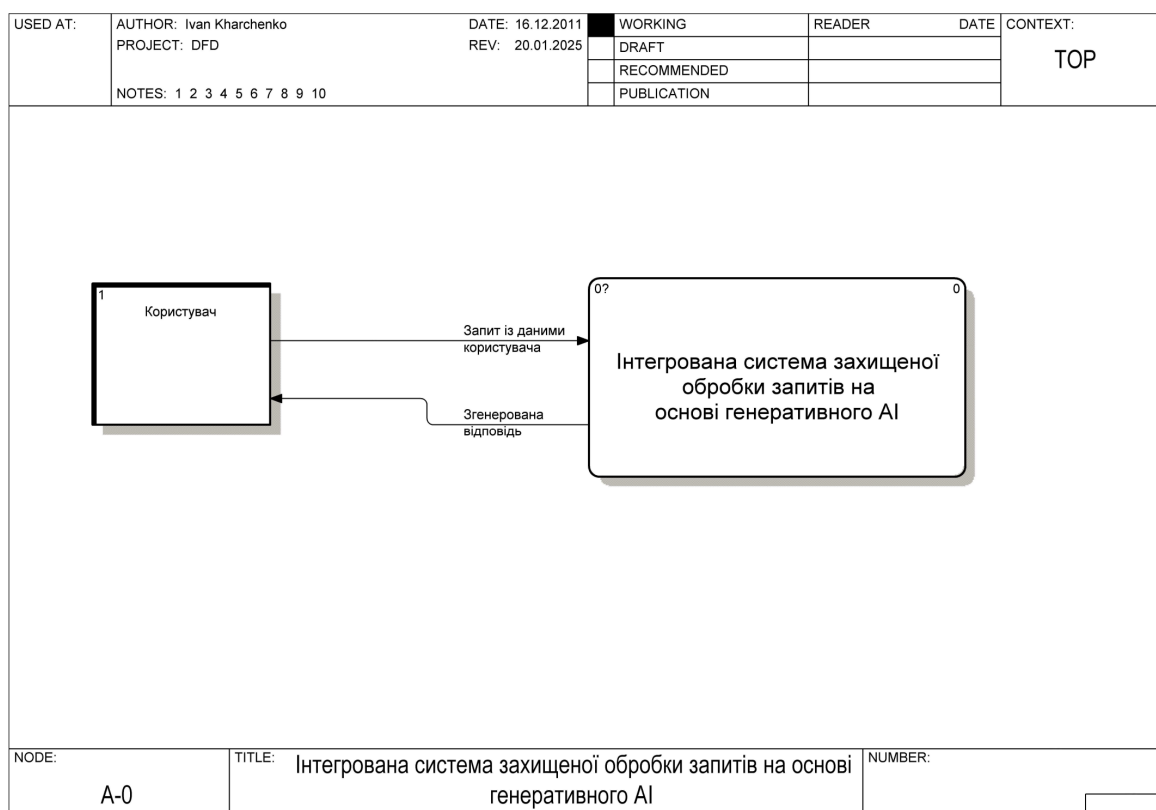 USED AT:
AUTHOR: Ivan Kharchenko
DATE: 16.12.2011
PROJECT: DFD
REV: 20.01.2025
NOTES: 1 2 3 4 5 6 7 8 9 10
WORKING
DRAFT
RECOMMENDED
PUBLICATION
READER
DATE
CONTEXT:
TOP
1
Користувач
Запит із даними
користувача
Згенерована
відповідь
0?
0
Інтегрована система захищеної
обробки запитів на
основі генеративного AI
NODE:
A-0
TITLE:
Інтегрована система захищеної обробки запитів на основі
генеративного AI
NUMBER: